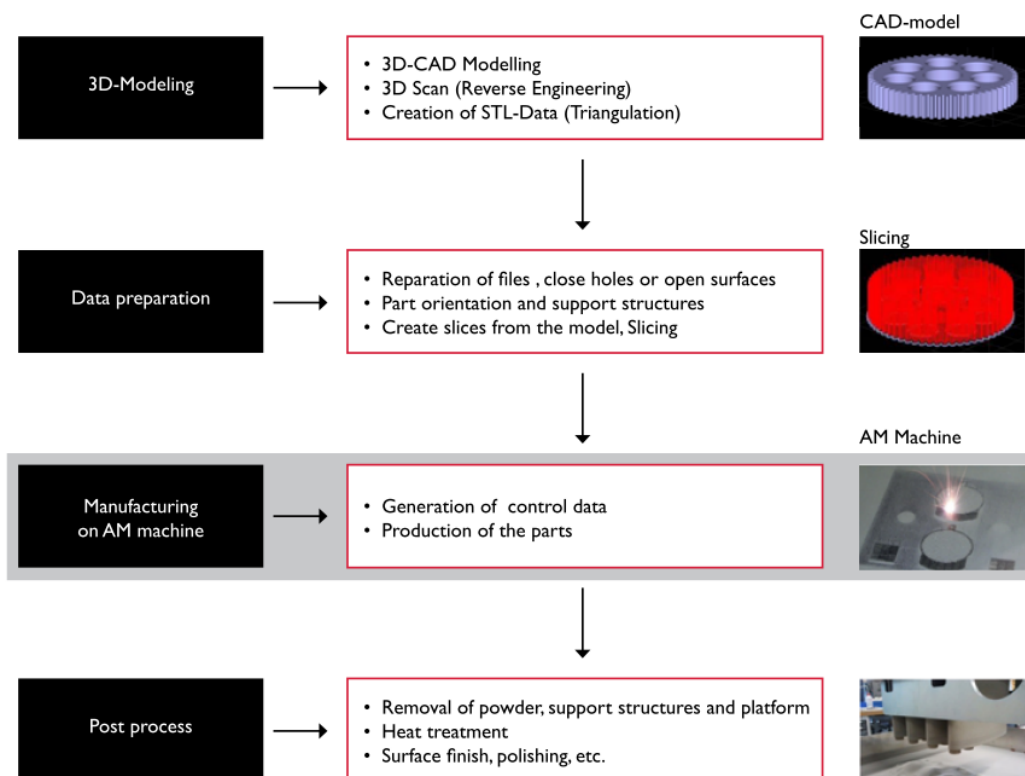 CAD-model
3D-Modeling
• 3D-CAD Modelling
• 3D Scan (Reverse Engineering)
• Creation of STL-Data (Triangulation)
Slicing
Data preparation
• Reparation of files , close holes or open surfaces
• Part orientation and support structures
• Create slices from the model, Slicing
AM Machine
Manufacturing
on AM machine
• Generation of control data
• Production of the parts
Post process
• Removal of powder, support structures and platform
• Heat treatment
• Surface finish, polishing, etc.